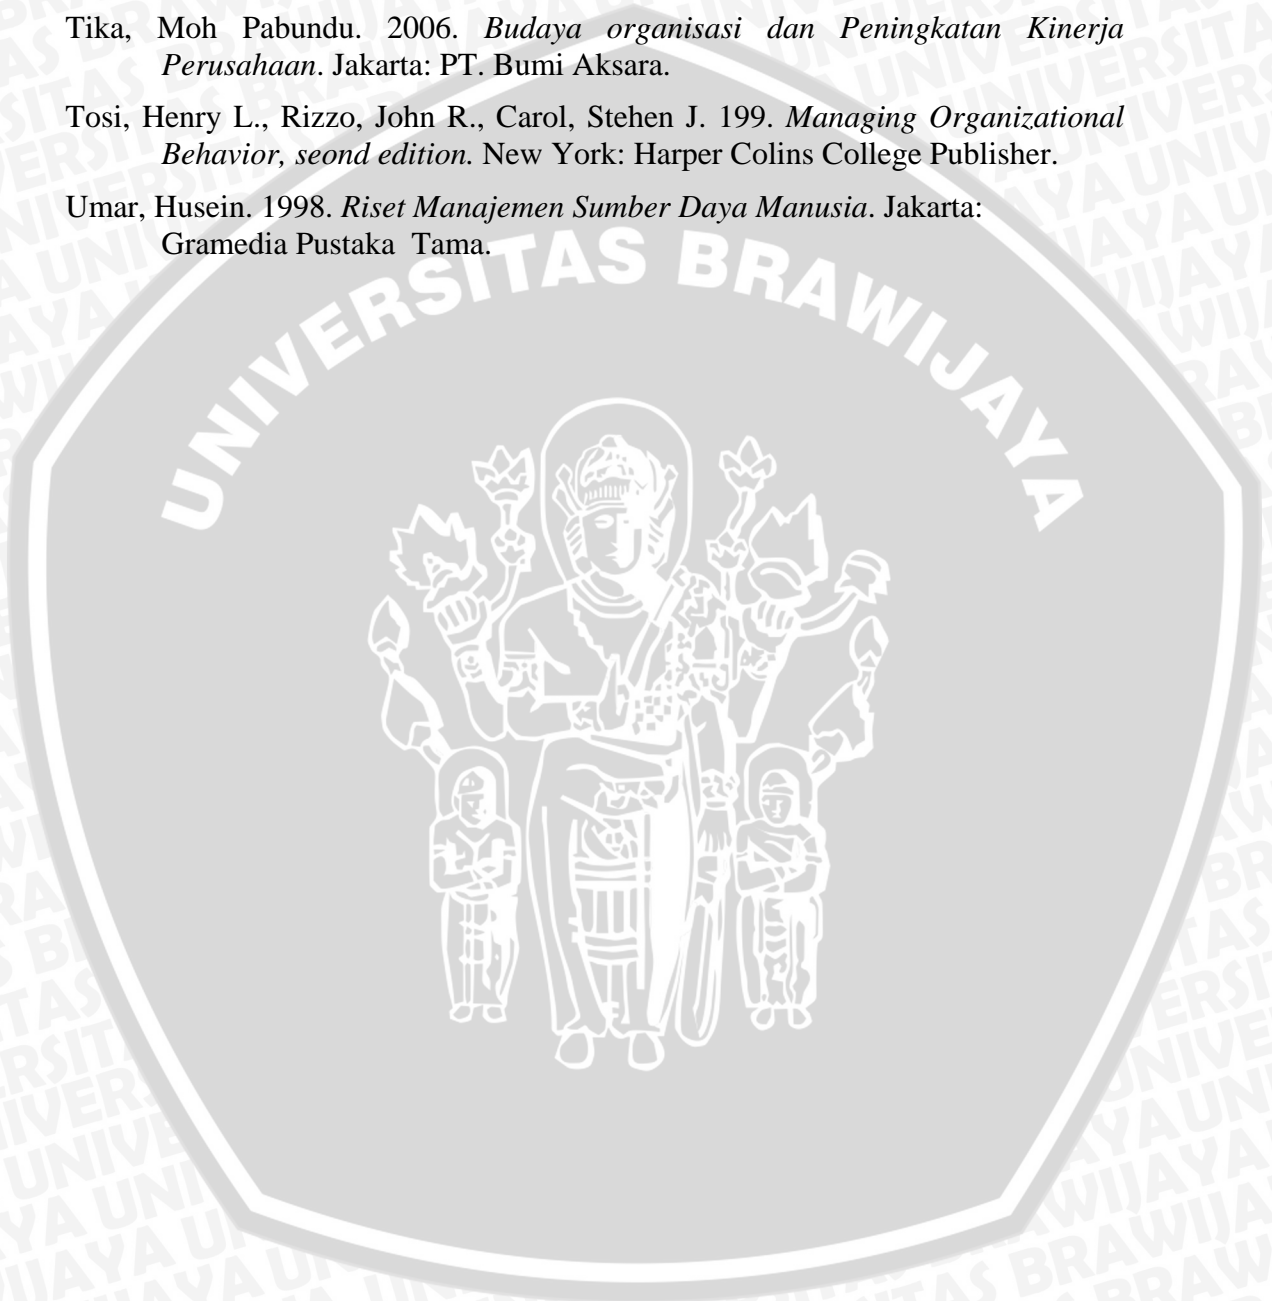 Tika, Moh Pabundu. 2006. Budaya organisasi dan Peningkatan Kinerja
Perusahaan. Jakarta: PT. Bumi Aksara.
Tosi, Henry L., Rizzo, John R., Carol, Stehen J. 199. Managing Organizational
Behavior, seond edition. New York: Harper Colins College Publisher.
Umar, Husein. 1998. Riset Manajemen Sumber Daya Manusia. Jakarta:
Gramedia Pustaka Tama.
UNIVERSITAS BRAWIJAYA